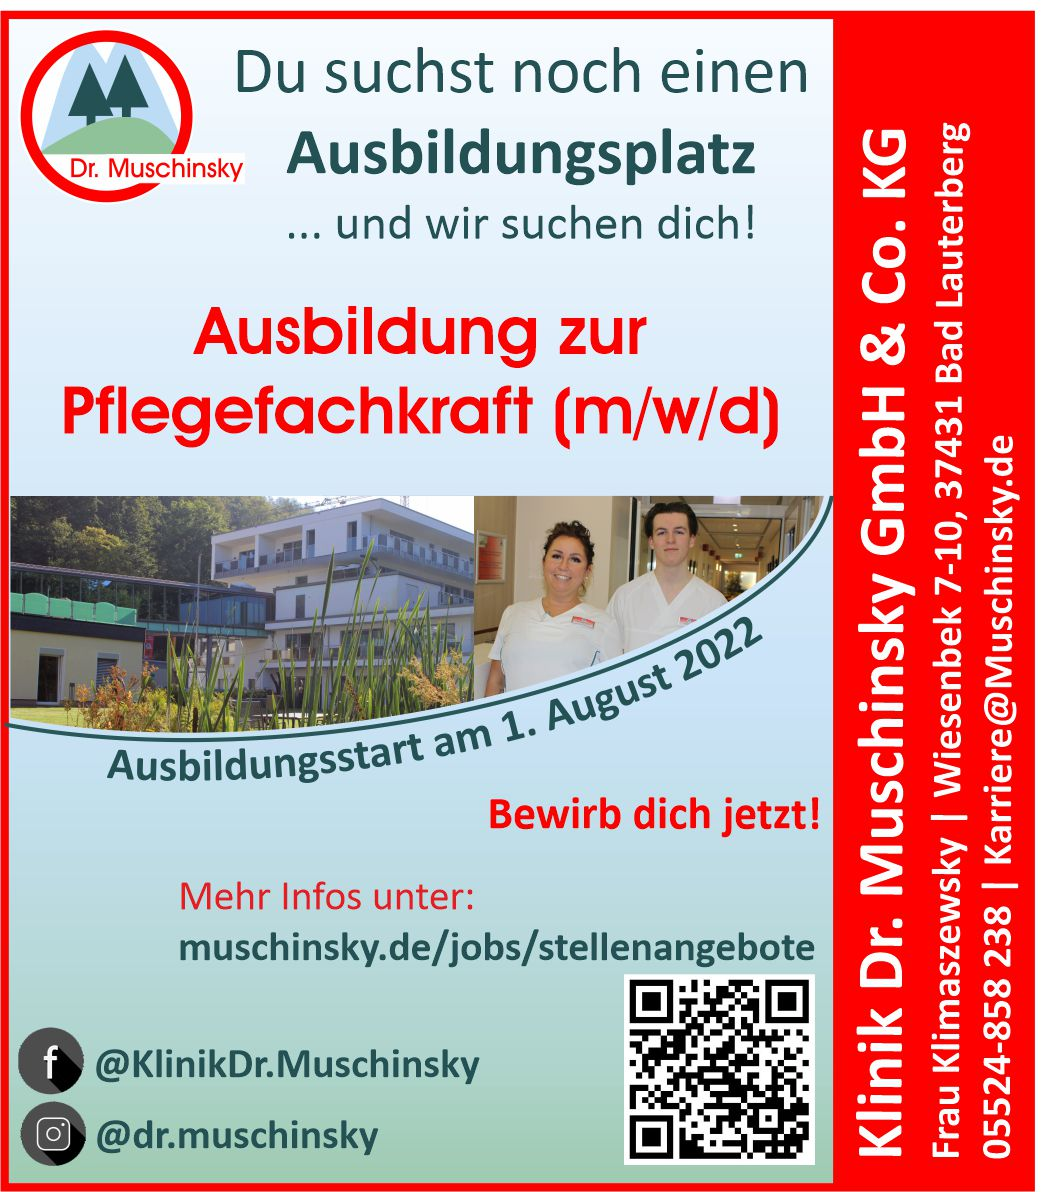 Dr. Muschinsky
Du suchst noch einen
Ausbildungsplatz
... und wir suchen dich!
Ausbildung zur
Pflegefachkraft (m/w/d)
Ausbildungsstart am 1. August 2022
Bewirb dich jetzt!
Mehr Infos unter:
muschinsky.de/jobs/stellenangebote
@KlinikDr.Muschinsky
@dr.muschinsky
Klinik Dr. Muschinsky GmbH & Co. KG
Frau Klimaszewsky | Wiesenbek 7-10, 37431 Bad Lauterberg
05524-858 238 | Karriere@Muschinsky.de